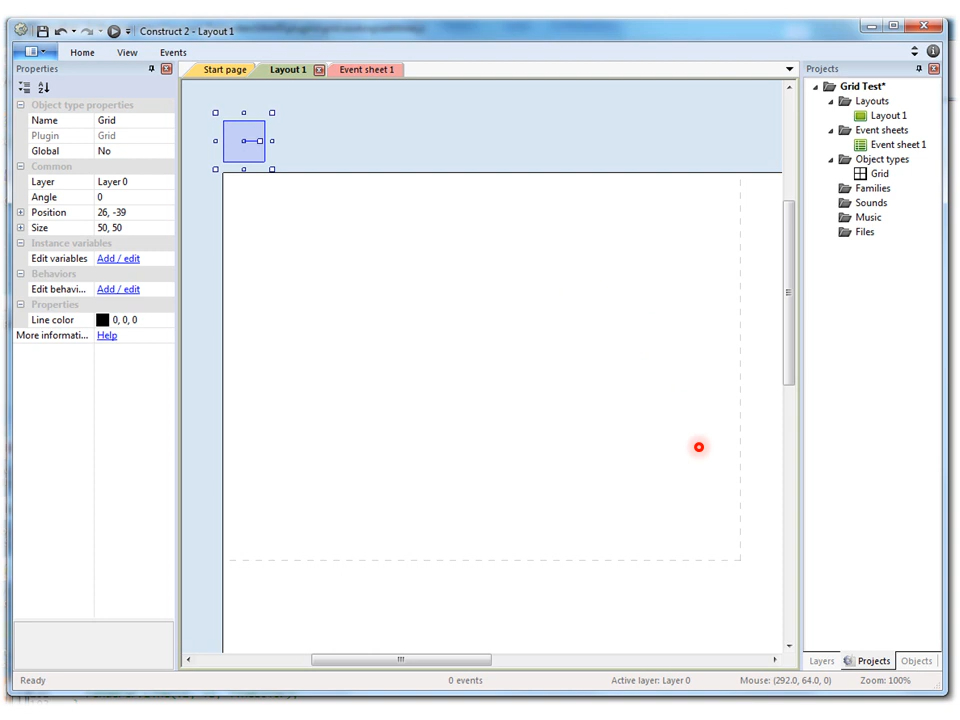 Construct 2 - Layout 1
Home View Events
Properties
Start page Layout 1 Event sheet 1
Projects
Object type properties
Name Grid
Plugin Grid
Global No
Common
Layer Layer 0
Angle 0
Position 26, -39
Size 50, 50
Instance variables
Edit variables Add / edit
Behaviors
Edit behavi... Add / edit
Properties
Line color 0, 0, 0
More informati... Help
Grid Test*
Layouts
Layout 1
Event sheets
Event sheet 1
Object types
Grid
Families
Sounds
Music
Files
Layers Projects Objects
Ready 0 events Active layer: Layer 0 Mouse: (292.0, 64.0, 0) Zoom: 100%